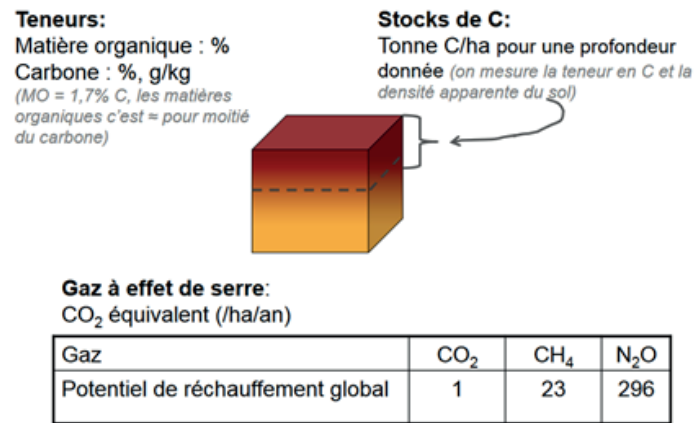 Teneurs:
Matière organique : %
Carbone : %, g/kg
(MO = 1,7% C, les matières
organiques c'est ≈ pour moitié
du carbone)
Stocks de C:
Tonne C/ha pour une profondeur
donnée (on mesure la teneur en C et la
densité apparente du sol)
Gaz à effet de serre:
CO₂ équivalent (/ha/an)
Gaz CO₂ CH₄ N₂O
Potentiel de réchauffement global 1 23 296